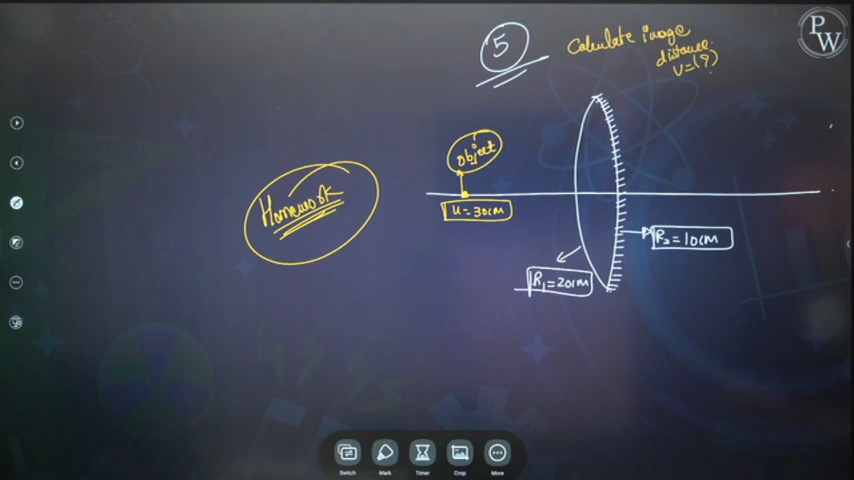 5
Calculate image
distance.
v=(?)
P
W
object
u=30cm
Homework
R₂=10cm
R₁=20cm
Switch
Mark
Timer
Crop
More